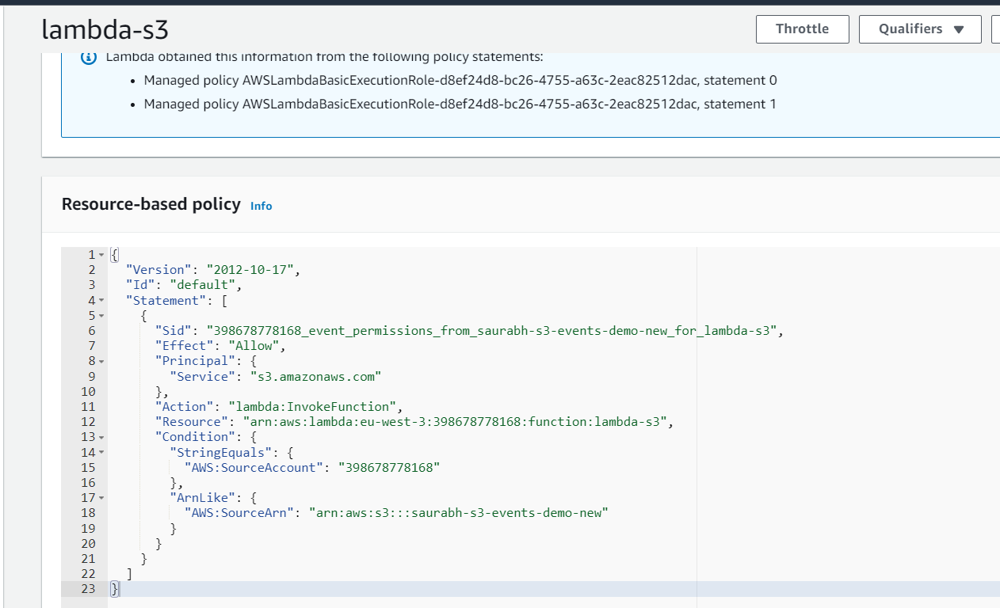 lambda-s3
Throttle
Qualifiers
Lambda obtained this information from the following policy statements:
• Managed policy AWSLambdaBasicExecutionRole-d8ef24d8-bc26-4755-a63c-2eac82512dac, statement 0
• Managed policy AWSLambdaBasicExecutionRole-d8ef24d8-bc26-4755-a63c-2eac82512dac, statement 1
Resource-based policy Info
1 {
2 "Version": "2012-10-17",
3 "Id": "default",
4 "Statement": [
5 {
6 "Sid": "398678778168_event_permissions_from_saurabh-s3-events-demo-new_for_lambda-s3",
7 "Effect": "Allow",
8 "Principal": {
9 "Service": "s3.amazonaws.com"
10 },
11 "Action": "lambda:InvokeFunction",
12 "Resource": "arn:aws:lambda:eu-west-3:398678778168:function:lambda-s3",
13 "Condition": {
14 "StringEquals": {
15 "AWS:SourceAccount": "398678778168"
16 },
17 "ArnLike": {
18 "AWS:SourceArn": "arn:aws:s3:::saurabh-s3-events-demo-new"
19 }
20 }
21 }
22 ]
23 }